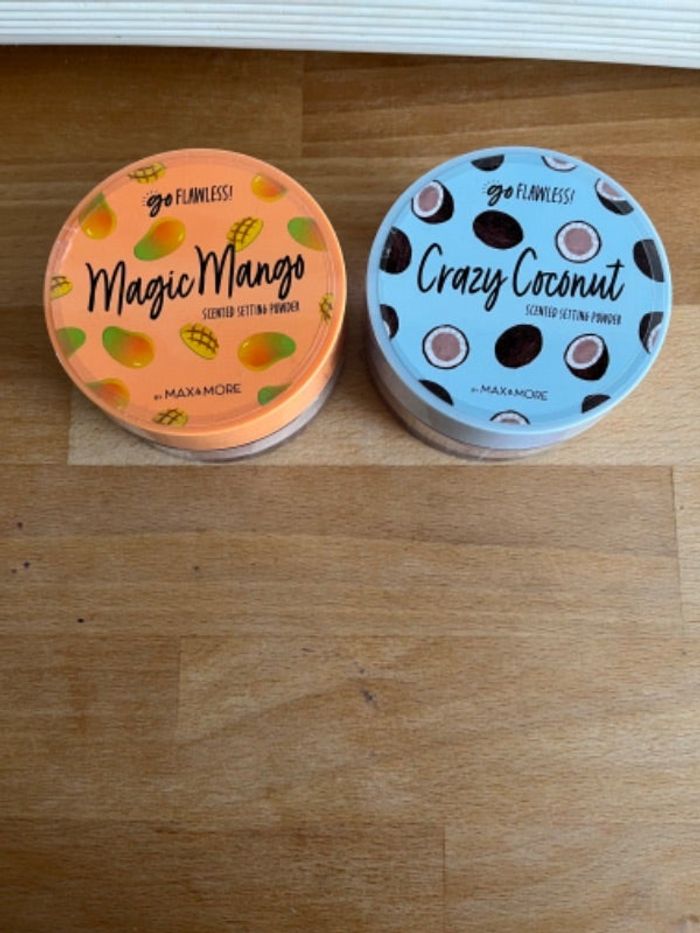 go FLAWLESS!
Magic Mango
SCENTED SETTING POWDER
BY MAX & MORE
go FLAWLESS!
Crazy Coconut
SCENTED SETTING POWDER
BY MAX & MORE